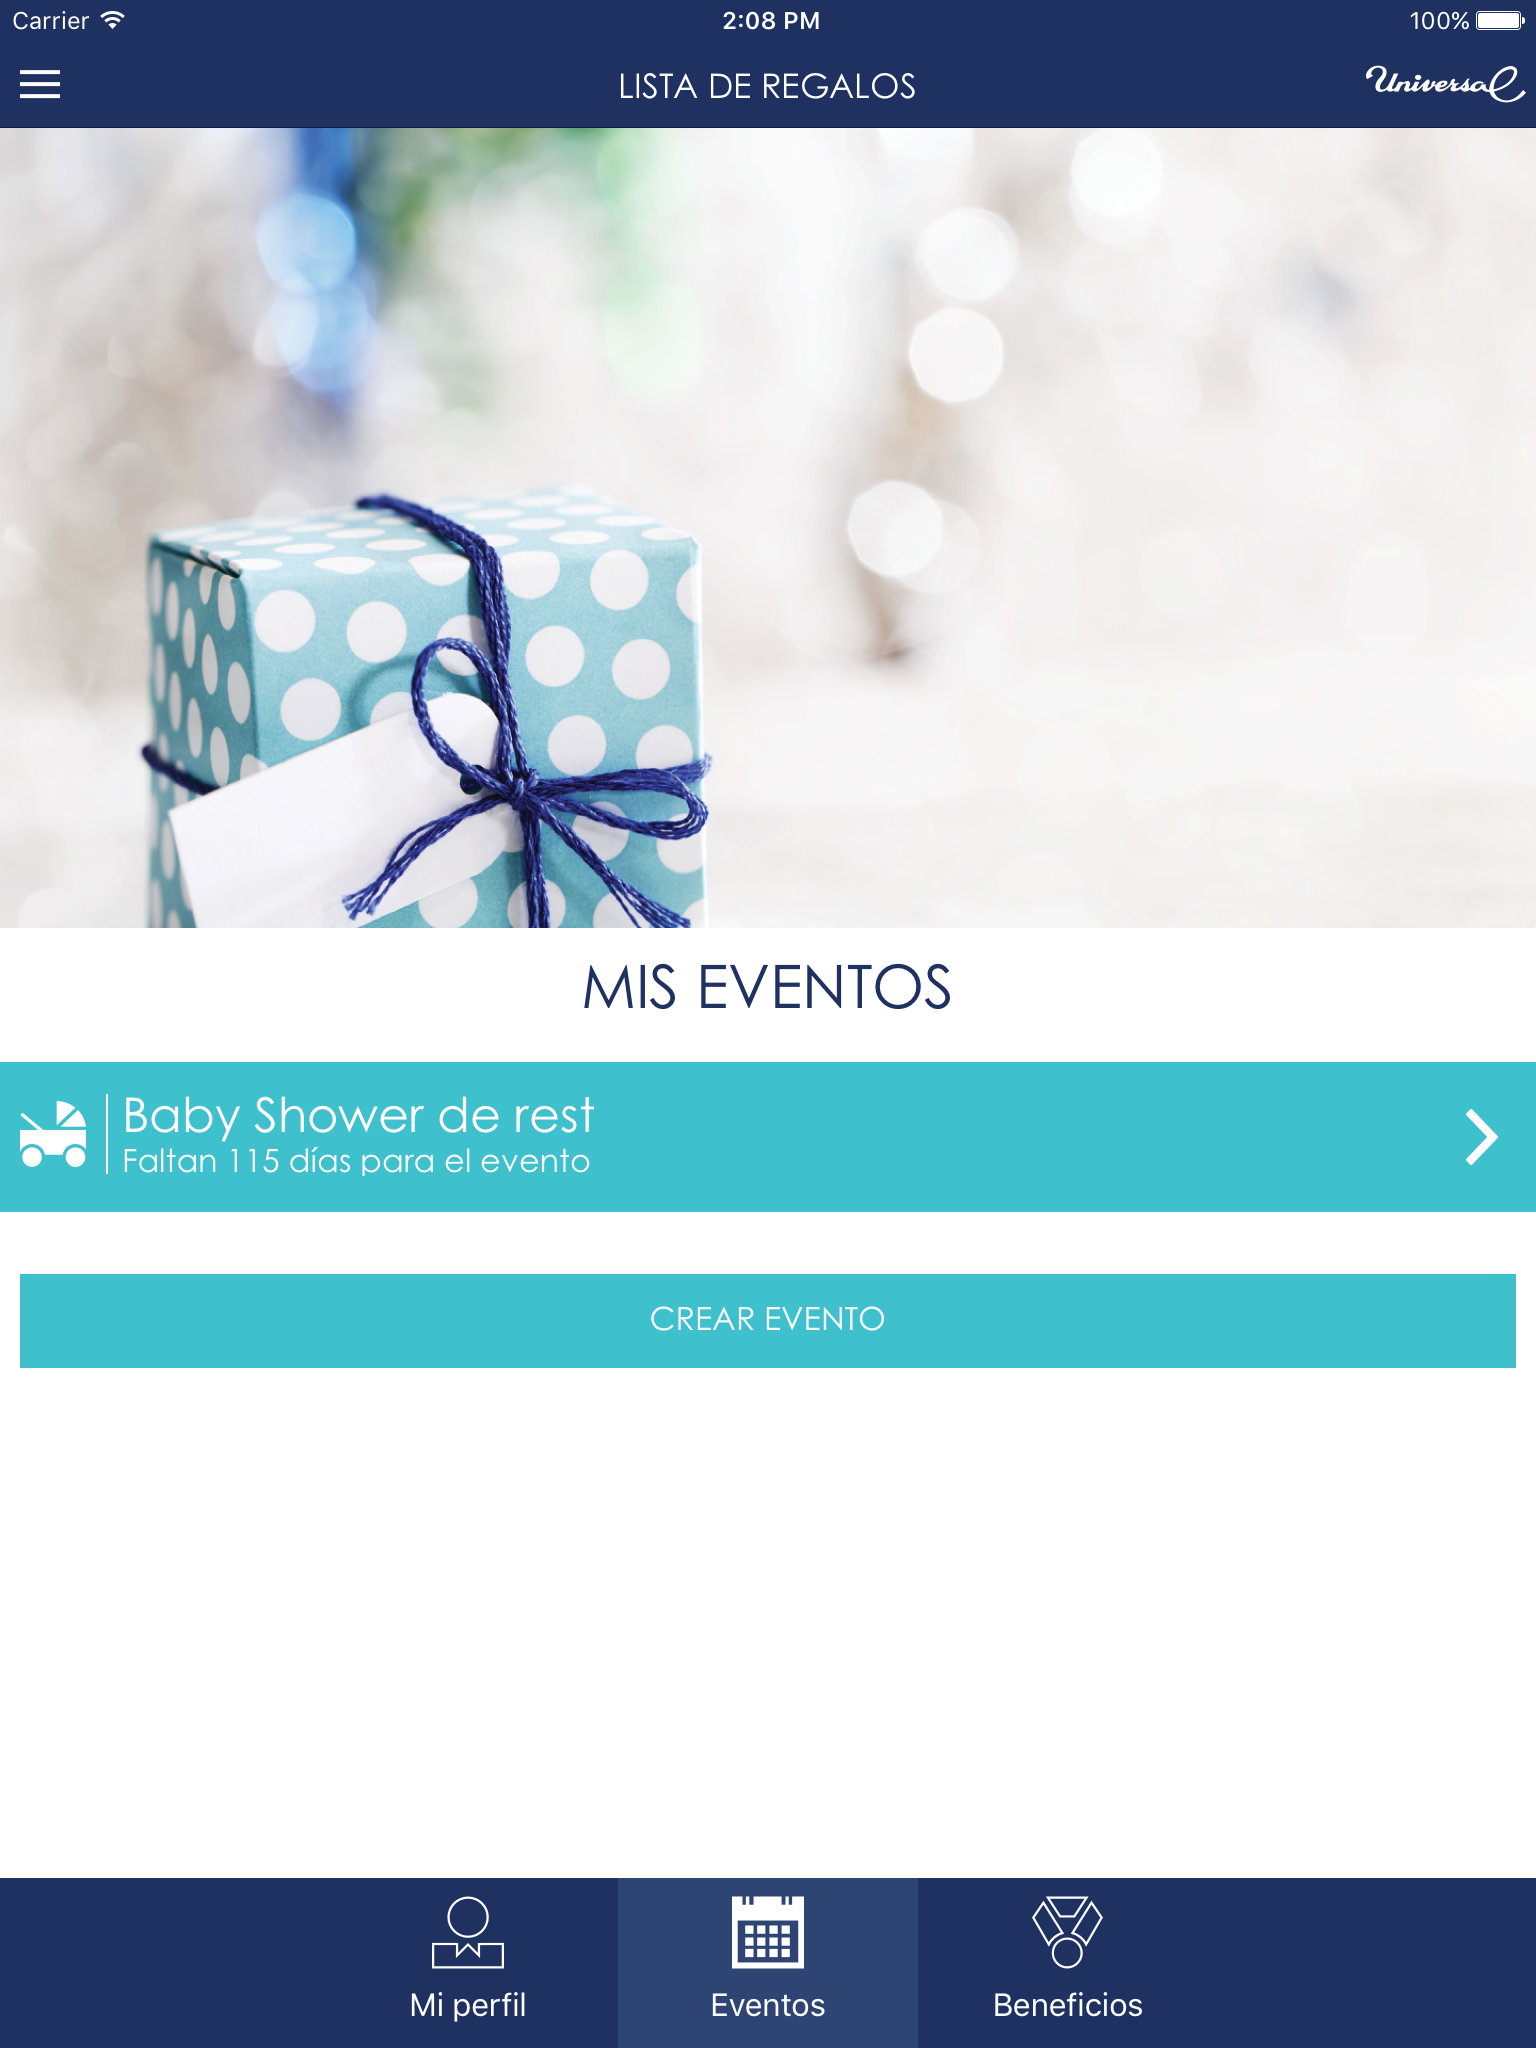 Carrier 2:08 PM 100%
LISTA DE REGALOS Universal
MIS EVENTOS
Baby Shower de rest
Faltan 115 días para el evento
CREAR EVENTO
Mi perfil Eventos Beneficios